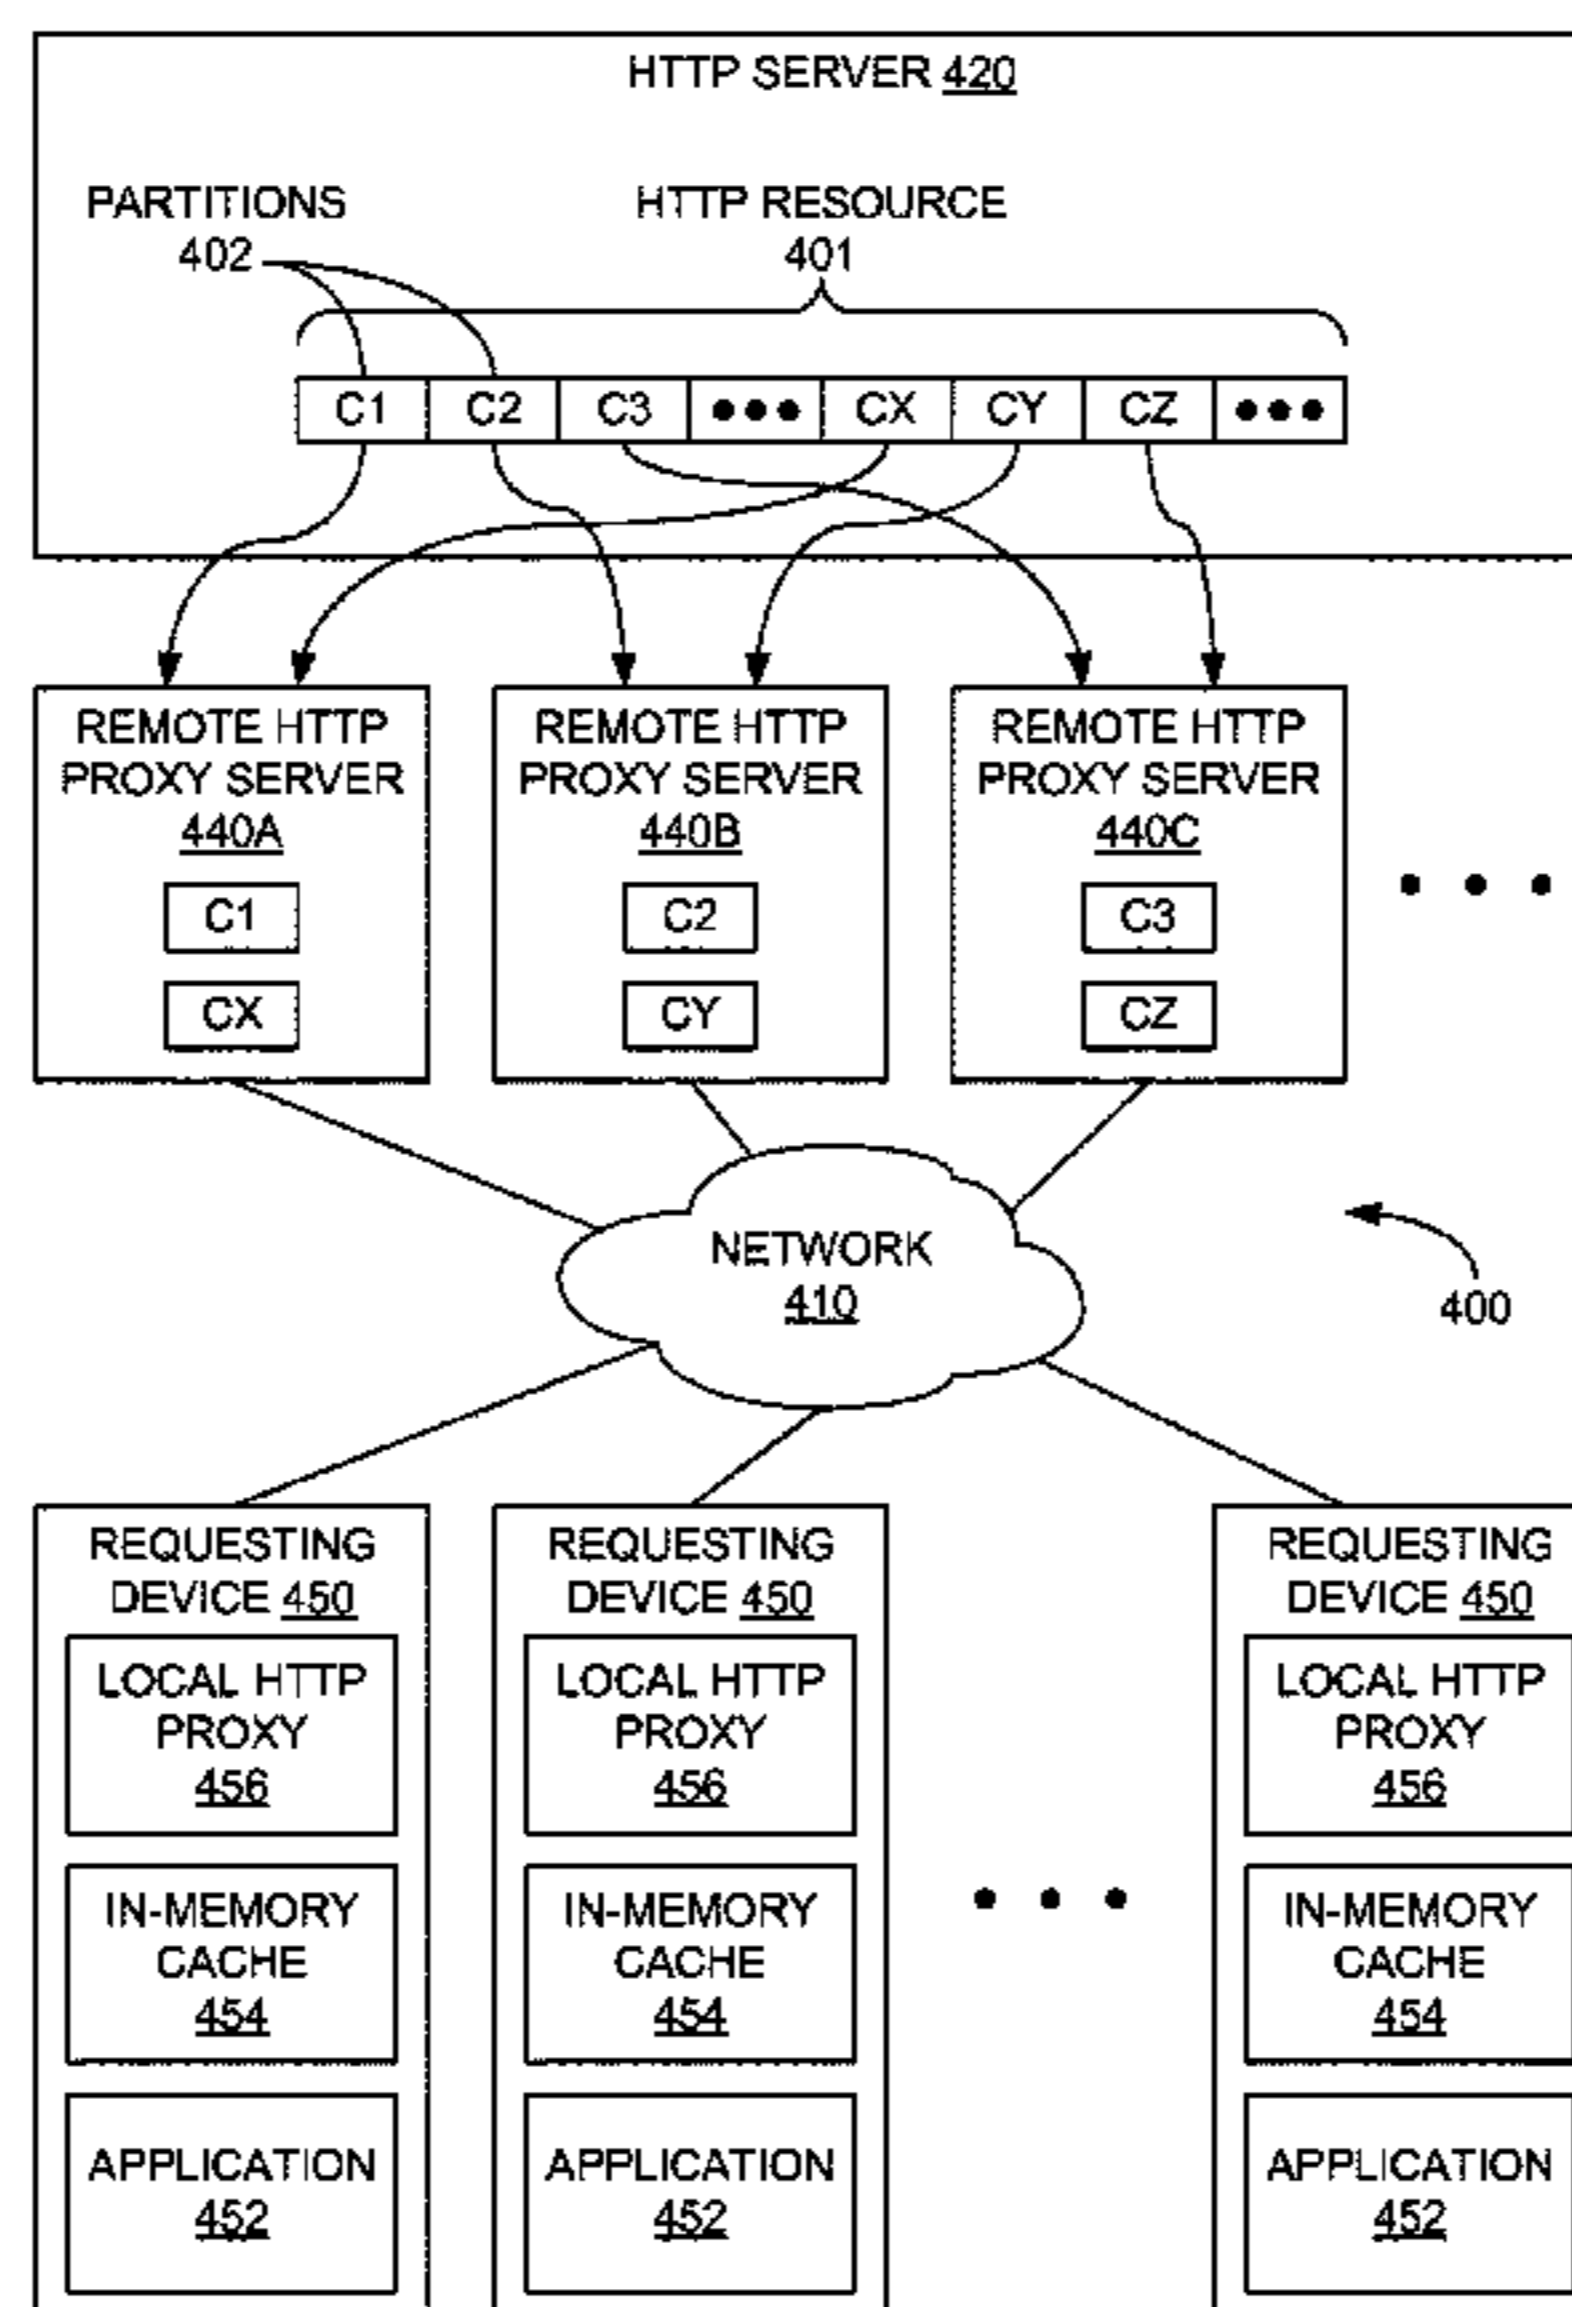 HTTP SERVER 420
PARTITIONS
402
HTTP RESOURCE
401
C1 C2 C3 ••• CX CY CZ •••
REMOTE HTTP
PROXY SERVER
440A
C1
CX
REMOTE HTTP
PROXY SERVER
440B
C2
CY
REMOTE HTTP
PROXY SERVER
440C
C3
CZ
• • •
NETWORK
410
400
REQUESTING
DEVICE 450
LOCAL HTTP
PROXY
456
IN-MEMORY
CACHE
454
APPLICATION
452
REQUESTING
DEVICE 450
LOCAL HTTP
PROXY
456
IN-MEMORY
CACHE
454
APPLICATION
452
• • •
REQUESTING
DEVICE 450
LOCAL HTTP
PROXY
456
IN-MEMORY
CACHE
454
APPLICATION
452